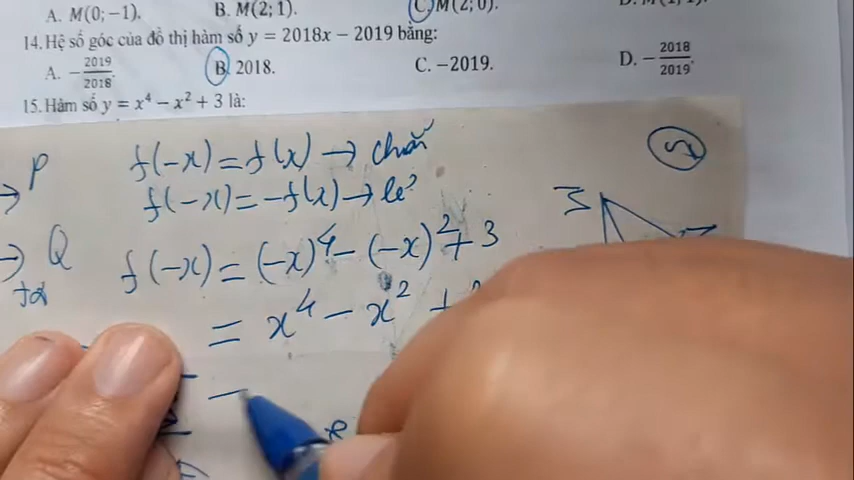 A. M(0;−1). B. M(2;1). C. M(2;0).
14. Hệ số góc của đồ thị hàm số y = 2018x − 2019 bằng:
A. −2019/2018. B. 2018. C. −2019. D. −2018/2019.
15. Hàm số y = x⁴ − x² + 3 là:
→ P f(−x) = f(x) → chẵn
f(−x) = −f(x) → lẻ
→ Q f(−x) = (−x)⁴ − (−x)² + 3
= x⁴ − x² +